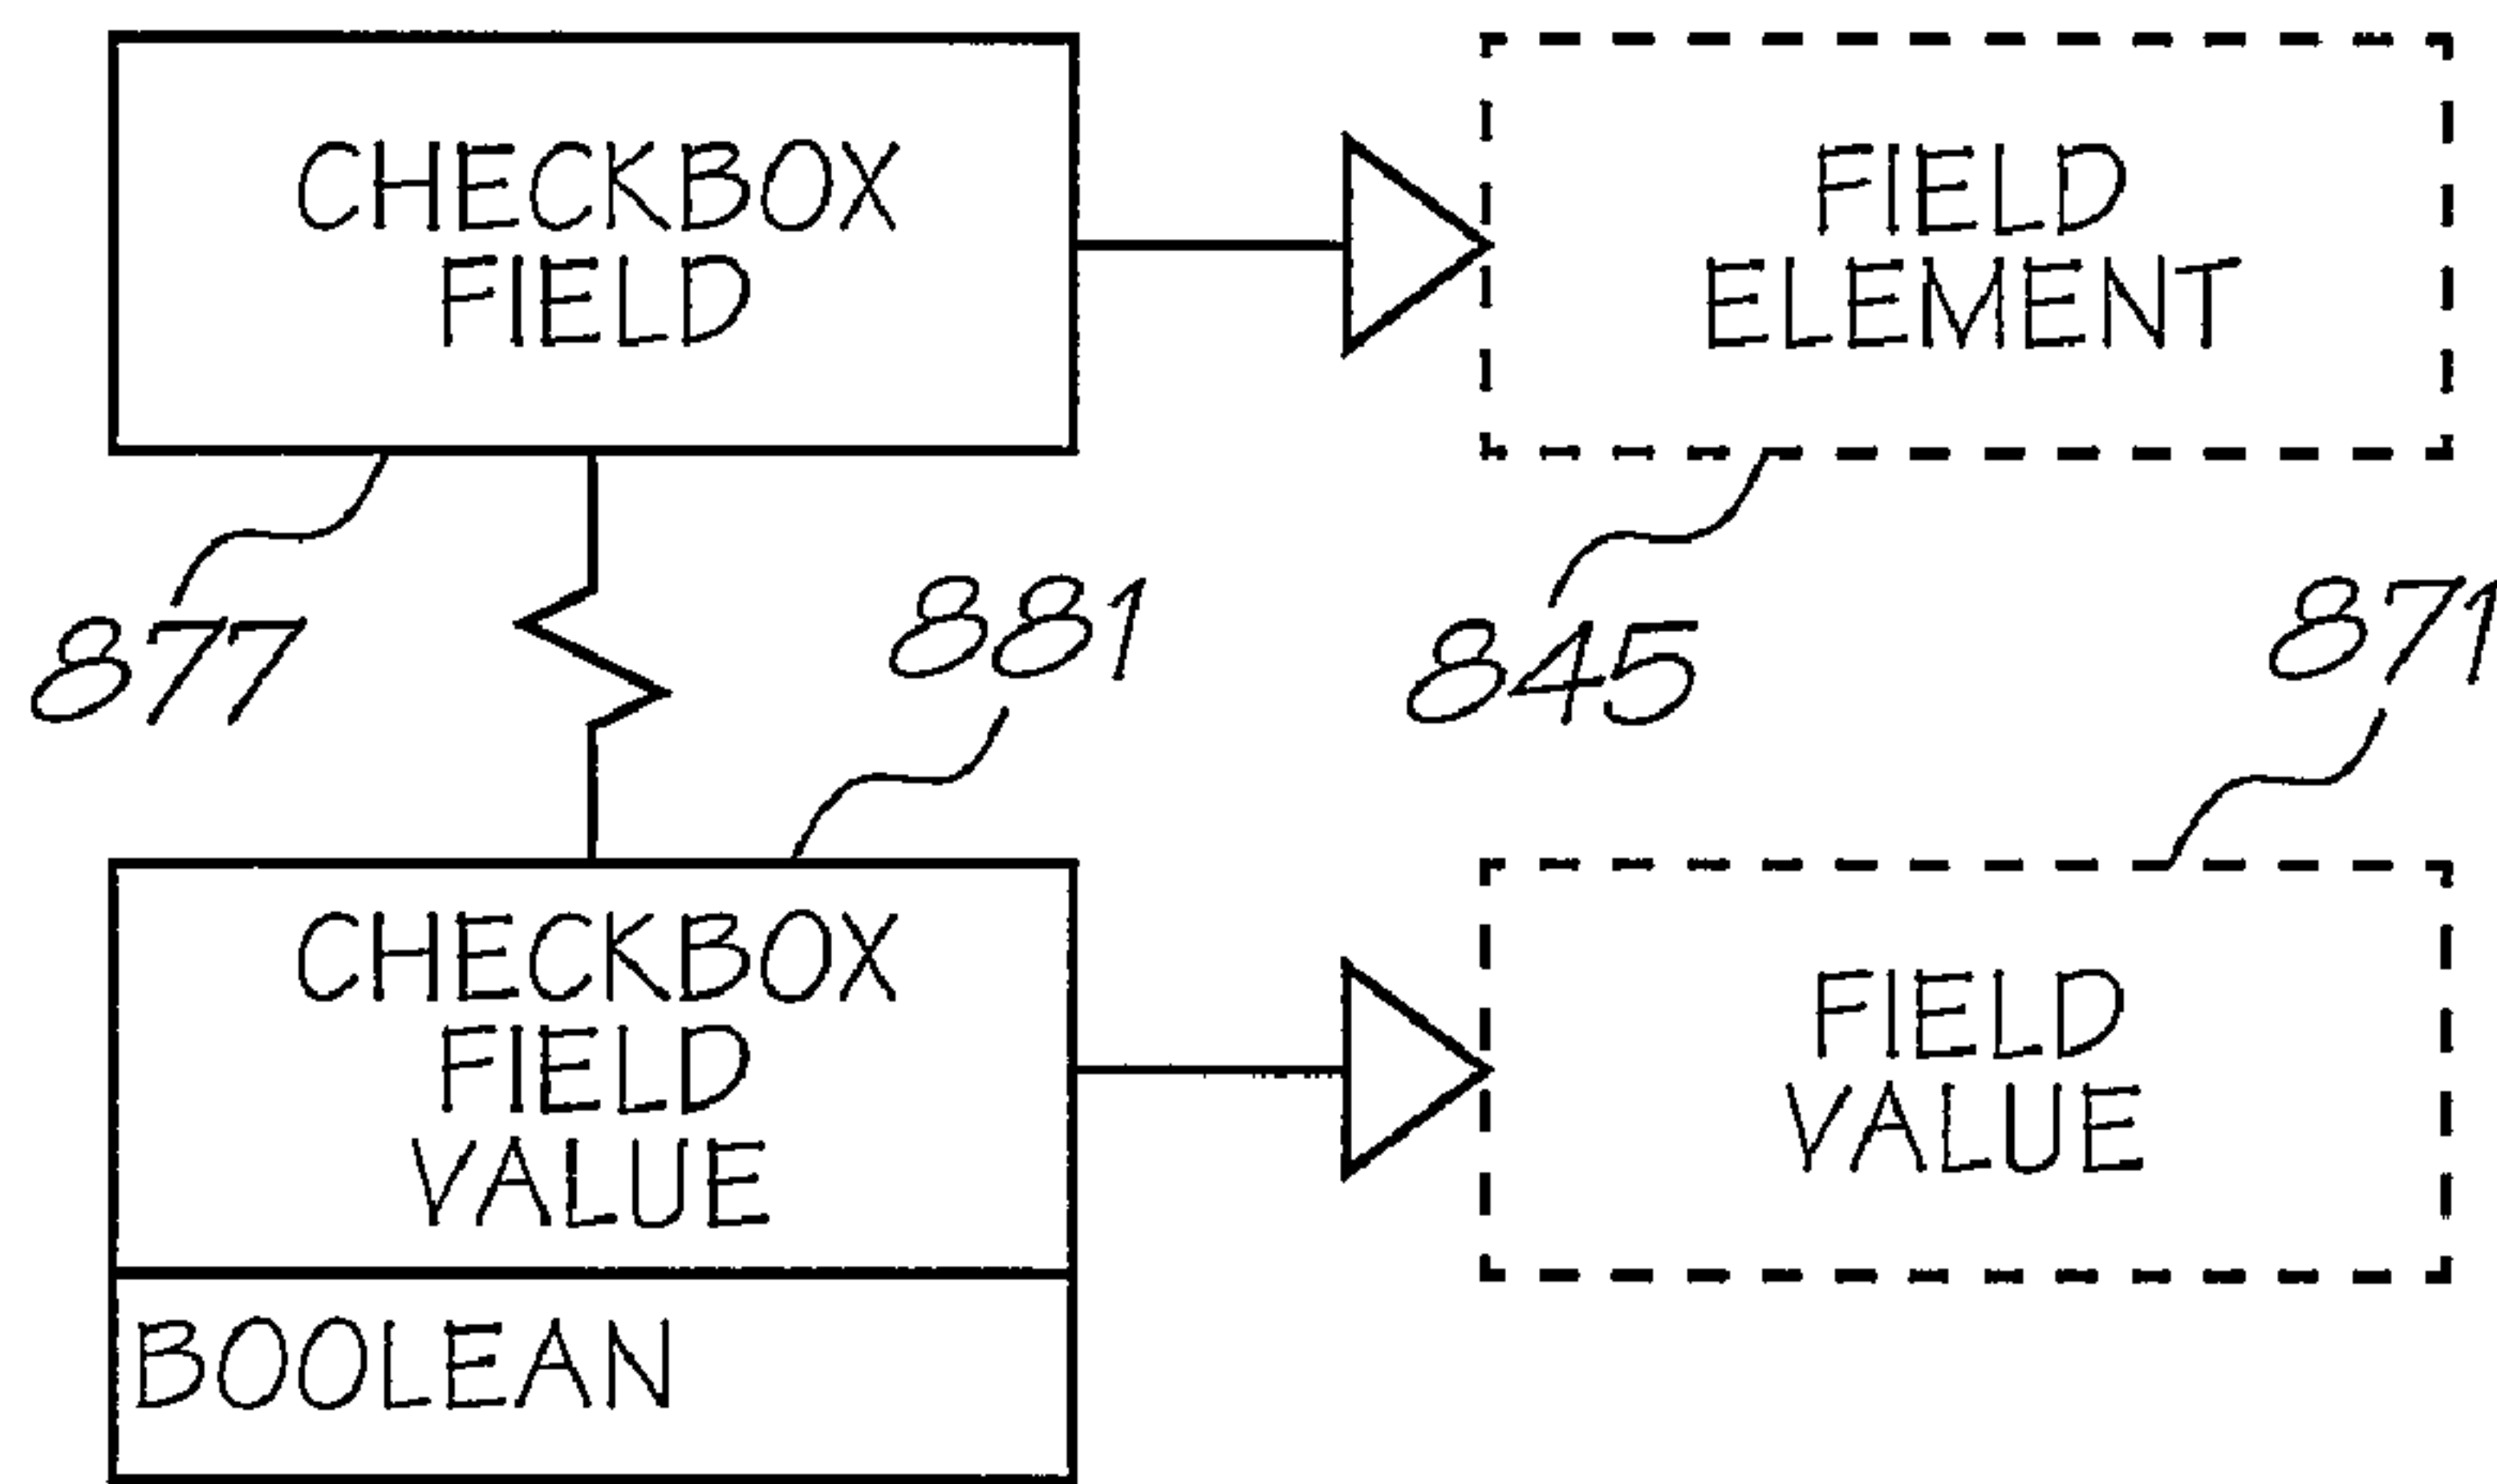 CHECKBOX
FIELD
FIELD
ELEMENT
877
881
845
871
CHECKBOX
FIELD
VALUE
FIELD
VALUE
BOOLEAN